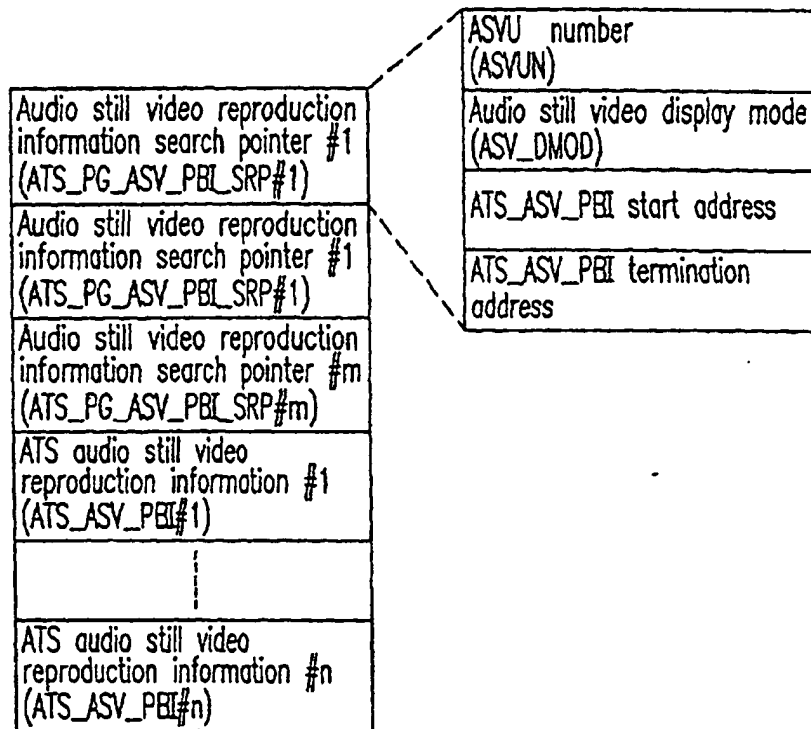 Audio still video reproduction
information search pointer #1
(ATS_PG_ASV_PBI_SRP#1)
Audio still video reproduction
information search pointer #1
(ATS_PG_ASV_PBI_SRP#1)
Audio still video reproduction
information search pointer #m
(ATS_PG_ASV_PBI_SRP#m)
ATS audio still video
reproduction information #1
(ATS_ASV_PBI#1)
ATS audio still video
reproduction information #n
(ATS_ASV_PBI#n)
ASVU number
(ASVUN)
Audio still video display mode
(ASV_DMOD)
ATS_ASV_PBI start address
ATS_ASV_PBI termination
address